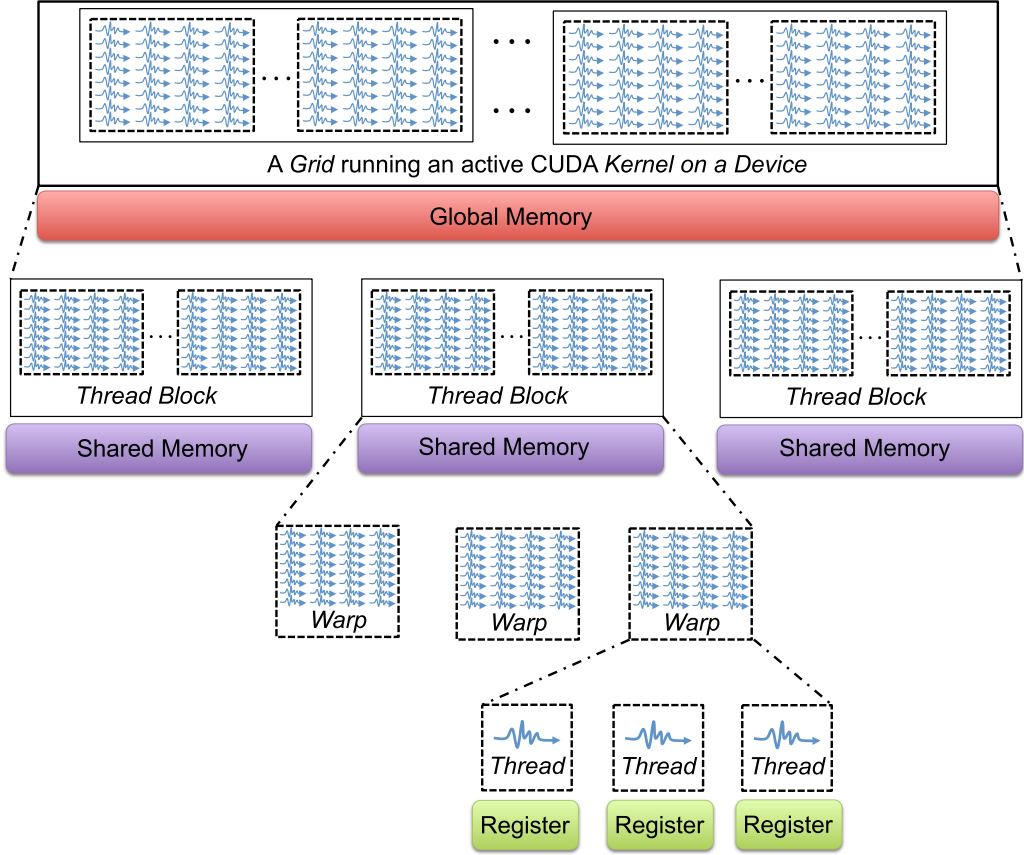 A Grid running an active CUDA Kernel on a Device
Global Memory
Thread Block
Thread Block
Thread Block
Shared Memory
Shared Memory
Shared Memory
Warp
Warp
Warp
Thread
Thread
Thread
Register
Register
Register